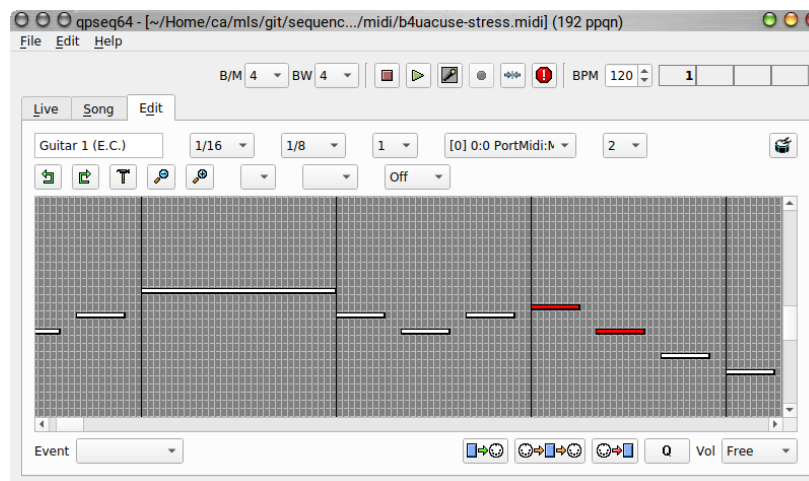 qpseq64 - [~/Home/ca/mls/git/sequenc.../midi/b4uacuse-stress.midi] (192 ppqn)
File Edit Help
B/M 4 BW 4 BPM 120 1
Live Song Edit
Guitar 1 (E.C.) 1/16 1/8 1 [0] 0:0 PortMidi: 2
Off
Event Q Vol Free